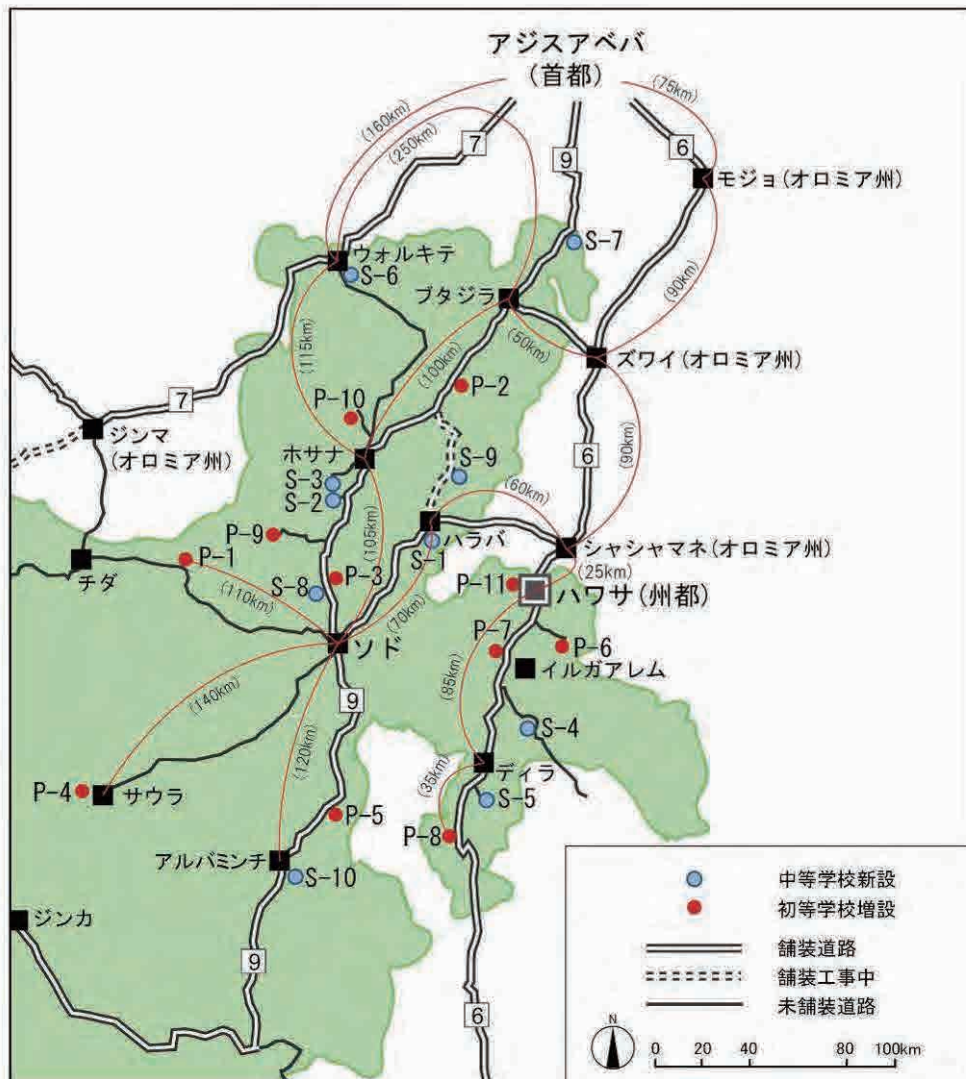 アジスアベバ
(首都)
(75km)
(160km)
(250km)
7
9
6
モジョ(オロミア州)
S-7
ウォルキテ
S-6
ブタジラ
(90km)
(50km)
ズワイ(オロミア州)
(115km)
(100km)
P-2
7
P-10
ジンマ
(オロミア州)
ホサナ
S-9
6
(90km)
S-3
S-2
(60km)
P-9
ハラバ
S-1
シャシャマネ(オロミア州)
(105km)
P-1
チダ
(25km)
P-3
P-11
ハワサ(州都)
S-8
(110km)
(70km)
P-7
P-6
ソド
イルガアレム
(85km)
9
(140km)
S-4
(120km)
ディラ
P-4
サウラ
(35km)
S-5
P-5
P-8
アルバミンチ
S-10
ジンカ
9
6
中等学校新設
初等学校増設
舗装道路
舗装工事中
未舗装道路
N
0 20 40 80 100km